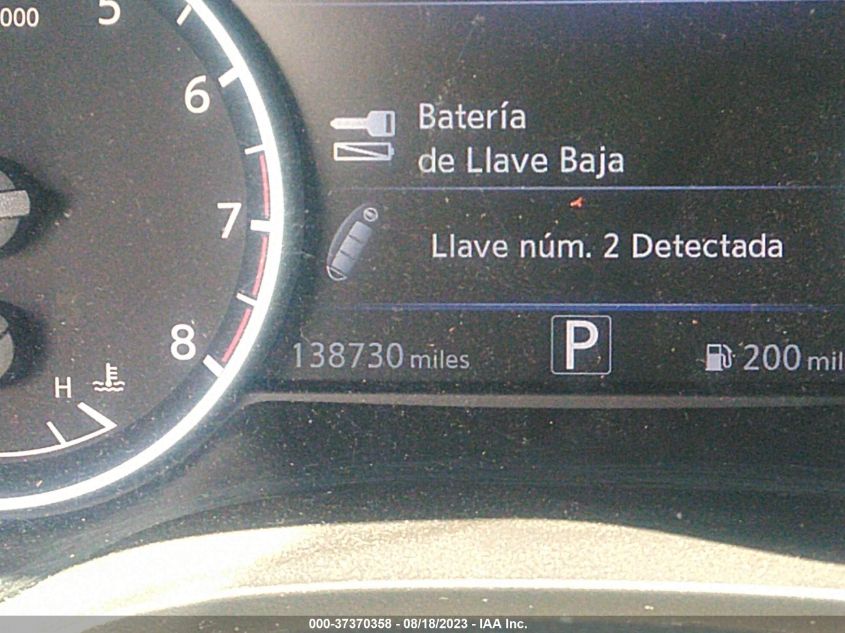 000
5
6
7
8
H
Batería
de Llave Baja
Llave núm. 2 Detectada
138730 miles
P
200 mil
000-37370358 - 08/18/2023 - IAA Inc.